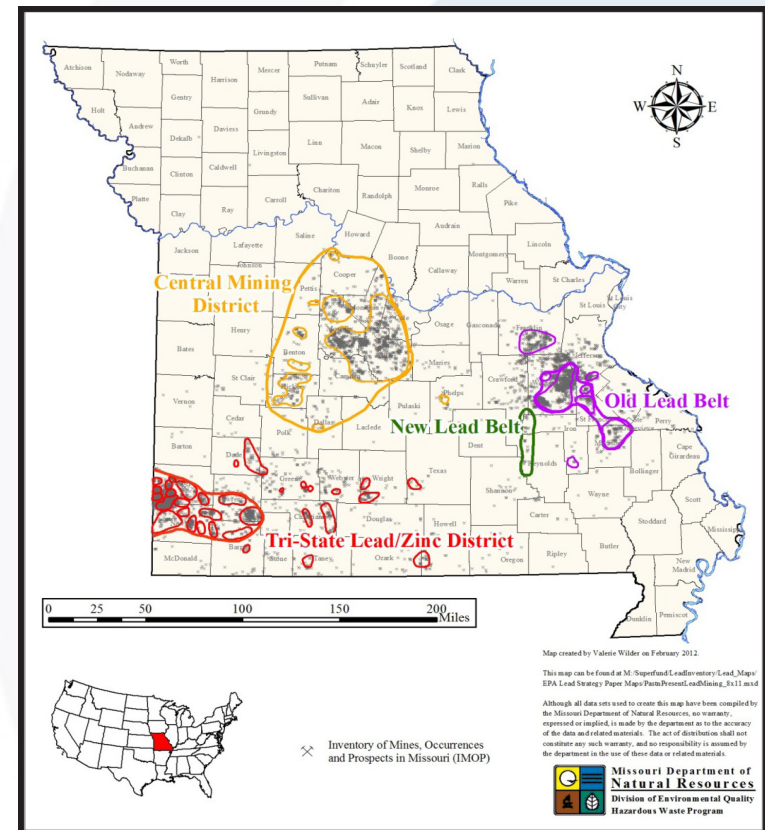 N
W E
S
Atchison
Nodaway
Worth
Harrison
Mercer
Putnam
Schuyler
Scotland
Clark
Gentry
Sullivan
Adair
Knox
Lewis
Holt
Andrew
Dekalb
Daviess
Grundy
Linn
Macon
Shelby
Marion
Buchanan
Clinton
Caldwell
Livingston
Platte
Clay
Ray
Carroll
Chariton
Randolph
Monroe
Ralls
Pike
Audrain
Jackson
Lafayette
Saline
Howard
Boone
Callaway
Montgomery
Lincoln
Warren
St Charles
St Louis
St Louis
City
Johnson
Pettis
Cooper
Central Mining
District
Henry
Benton
Osage
Gasconade
Franklin
Jefferson
Bates
St Clair
Camden
Maries
Crawford
Phelps
Vernon
Cedar
Polk
Dallas
Laclede
Pulaski
Old Lead Belt
New Lead Belt
Iron
Perry
Cape
Girardeau
Barton
Dade
Dent
Reynolds
Bollinger
Greene
Webster
Wright
Texas
Shannon
Wayne
Scott
Douglas
Howell
Carter
Stoddard
Mississippi
Tri-State Lead/Zinc District
McDonald
Stone
Taney
Ozark
Oregon
Ripley
Butler
New
Madrid
Dunklin
Pemiscot
0 25 50 100 150 200
Miles
Map created by Valerie Wilder on February 2012.
This map can be found at M:/Superfund/LeadInventory/Lead_Maps/
EPA Lead Strategy Paper Maps/PastnPresentLeadMining_8x11.mxd
Although all data sets used to create this map have been compiled by
the Missouri Department of Natural Resources, no warranty,
expressed or implied, is made by the department as to the accuracy
of the data and related materials. The act of distribution shall not
constitute any such warranty, and no responsibility is assumed by
the department in the use of these data or related materials.
Inventory of Mines, Occurrences
and Prospects in Missouri (IMOP)
Missouri Department of
Natural Resources
Division of Environmental Quality
Hazardous Waste Program